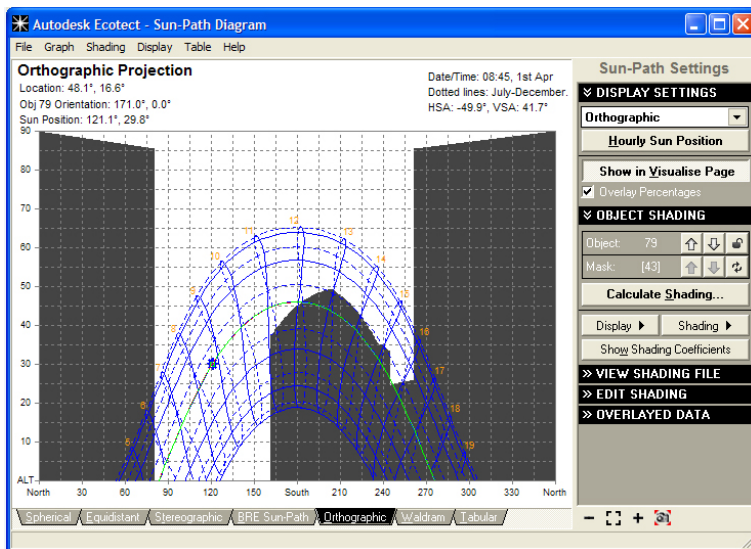 Autodesk Ecotect - Sun-Path Diagram
File Graph Shading Display Table Help
Orthographic Projection
Location: 48.1°, 16.6°
Obj 79 Orientation: 171.0°, 0.0°
Sun Position: 121.1°, 29.8°
Date/Time: 08:45, 1st Apr
Dotted lines: July-December.
HSA: -49.9°, VSA: 41.7°
90
80
70
60
50
40
30
20
10
ALT
12
11
13
10
14
9
15
8
16
7
17
6
18
5
19
North 30 60 90 120 150 South 210 240 270 300 330 North
Spherical Equidistant Stereographic BRE Sun-Path Orthographic Waldram Tabular
Sun-Path Settings
DISPLAY SETTINGS
Orthographic
Hourly Sun Position
Show in Visualise Page
Overlay Percentages
OBJECT SHADING
Object: 79
Mask: [43]
Calculate Shading...
Display Shading
Show Shading Coefficients
VIEW SHADING FILE
EDIT SHADING
OVERLAYED DATA